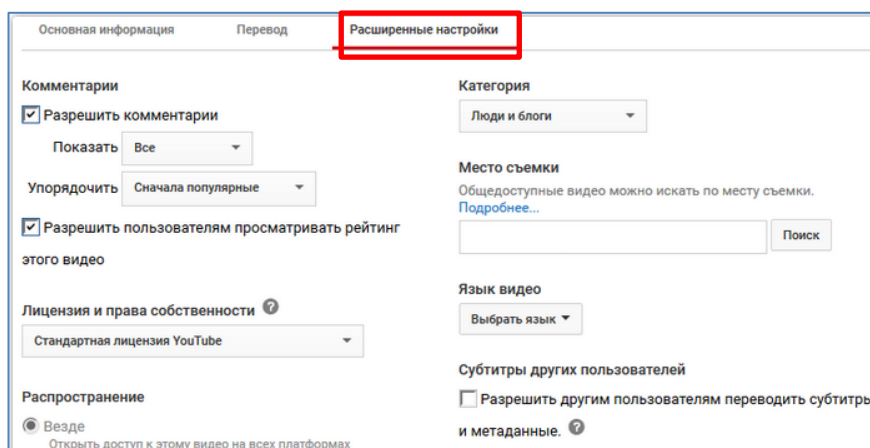 Основная информация
Перевод
Расширенные настройки
Комментарии
Разрешить комментарии
Показать Все
Упорядочить Сначала популярные
Разрешить пользователям просматривать рейтинг
этого видео
Лицензия и права собственности ?
Стандартная лицензия YouTube
Распространение
Везде
Открыть доступ к этому видео на всех платформах
Категория
Люди и блоги
Место съемки
Общедоступные видео можно искать по месту съемки.
Подробнее...
Поиск
Язык видео
Выбрать язык
Субтитры других пользователей
Разрешить другим пользователям переводить субтитры
и метаданные. ?